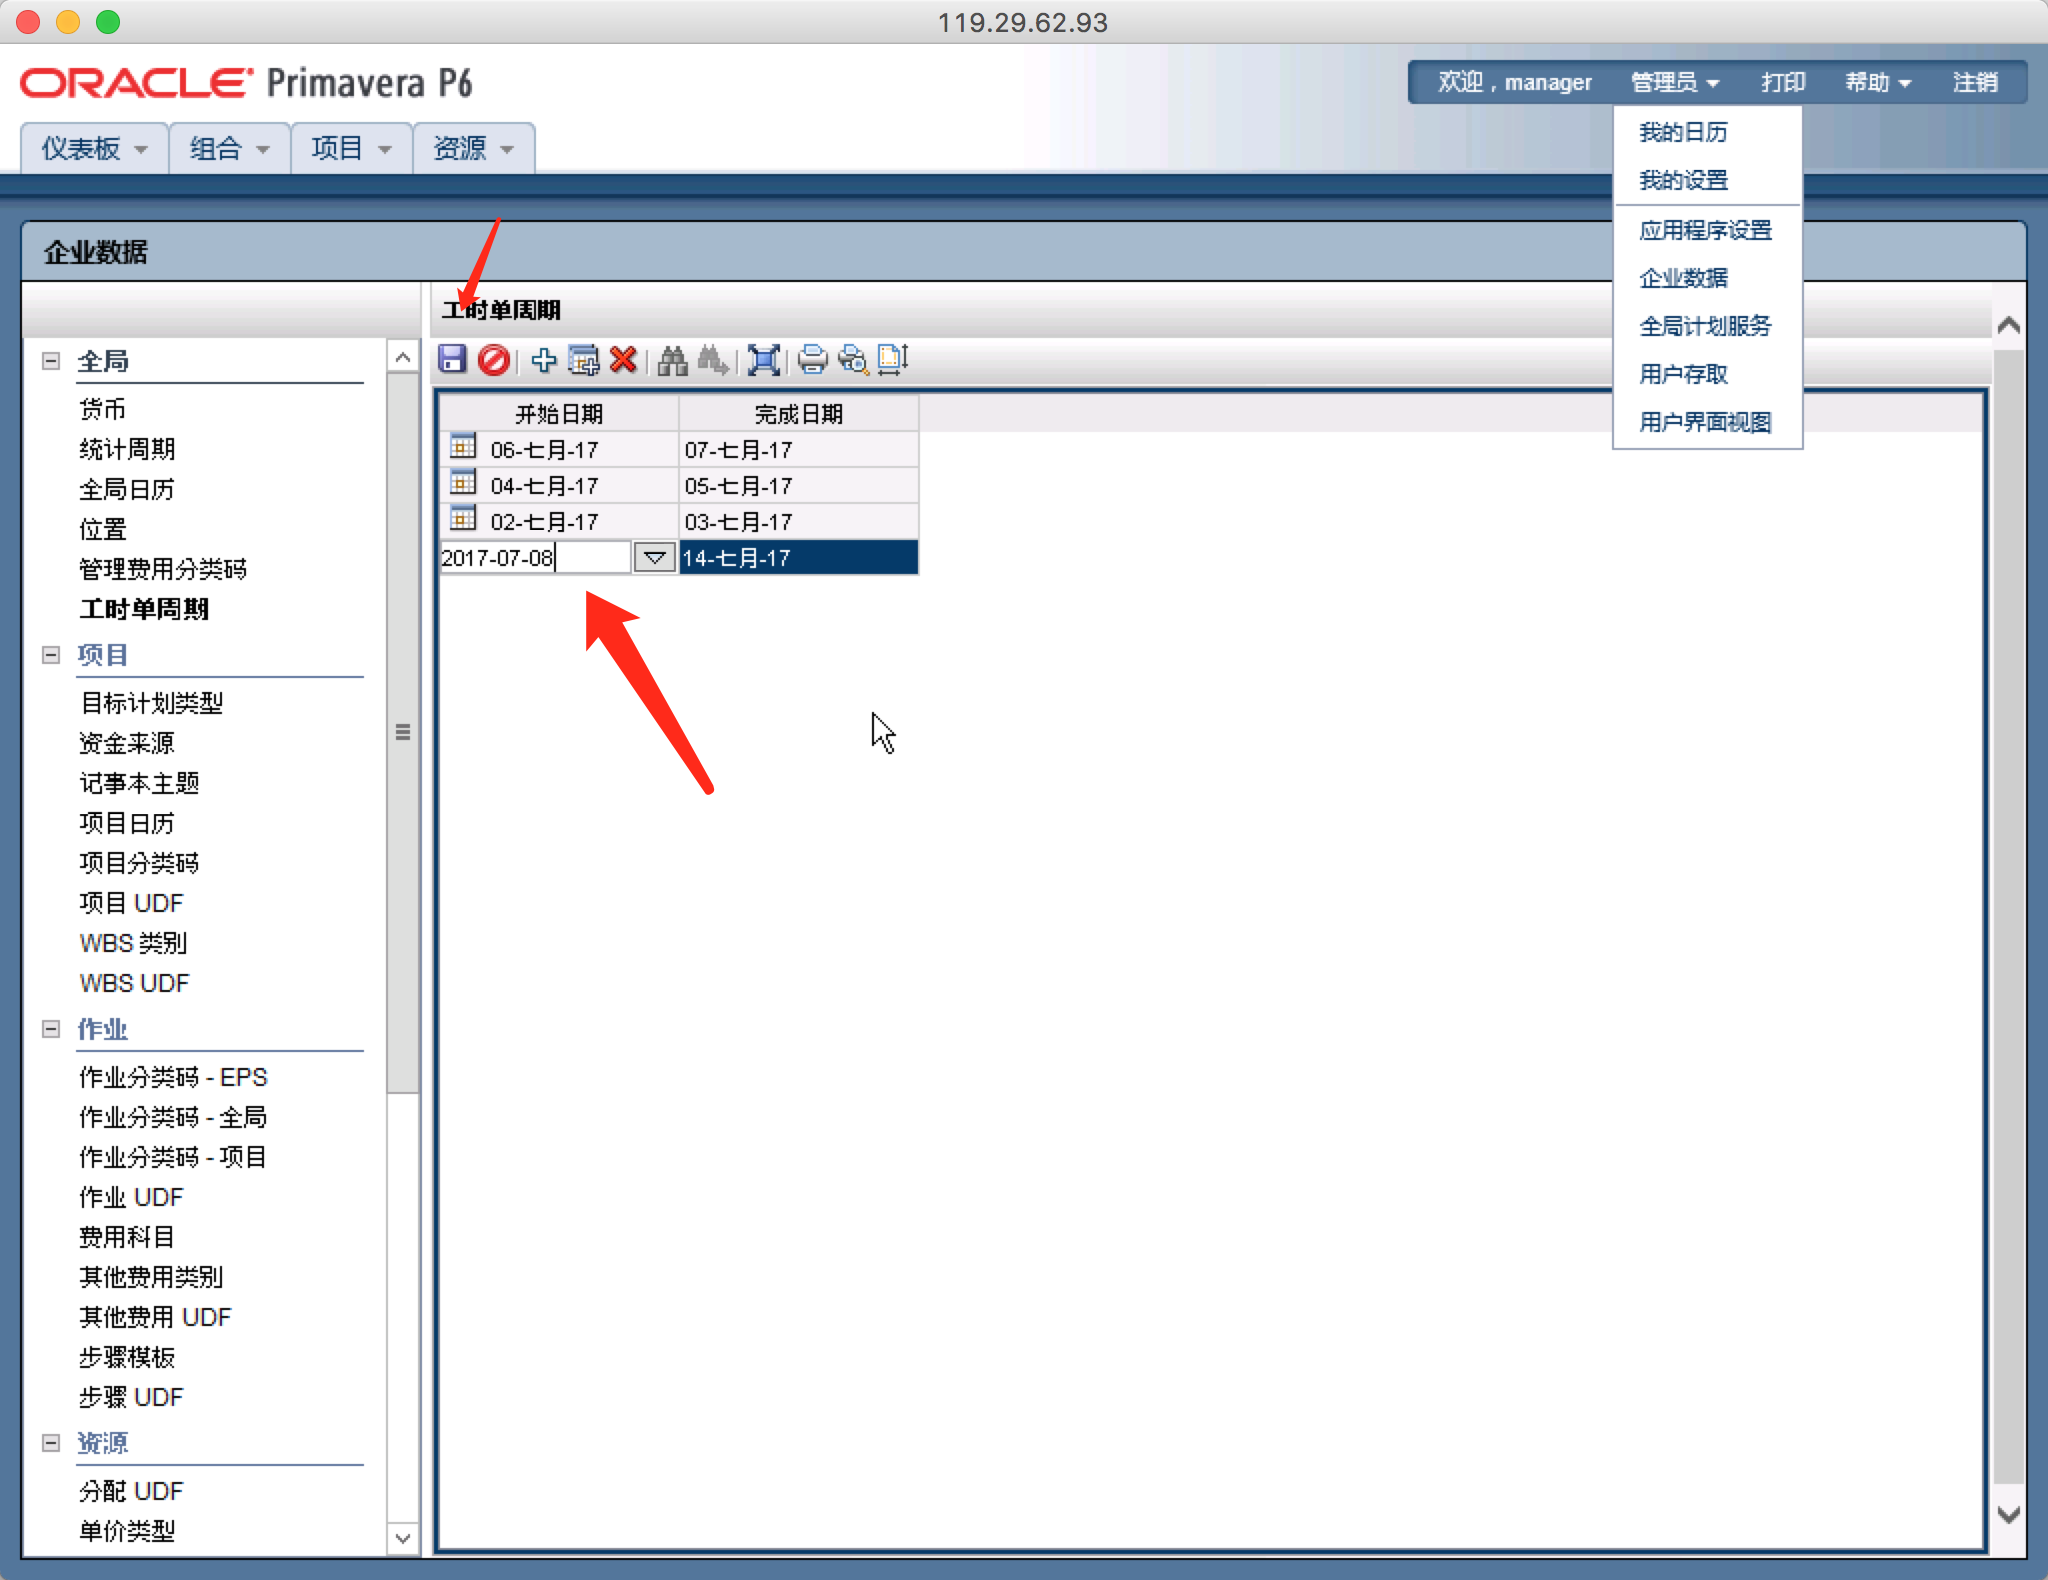 119.29.62.93
ORACLE Primavera P6
欢迎，manager 管理员 打印 帮助 注销
仪表板 组合 项目 资源
我的日历
我的设置
应用程序设置
企业数据
全局计划服务
用户存取
用户界面视图
企业数据
工时单周期
全局
货币
统计周期
全局日历
位置
管理费用分类码
工时单周期
项目
目标计划类型
资金来源
记事本主题
项目日历
项目分类码
项目 UDF
WBS 类别
WBS UDF
作业
作业分类码 - EPS
作业分类码 - 全局
作业分类码 - 项目
作业 UDF
费用科目
其他费用类别
其他费用 UDF
步骤模板
步骤 UDF
资源
分配 UDF
单价类型
开始日期 完成日期
06-七月-17 07-七月-17
04-七月-17 05-七月-17
02-七月-17 03-七月-17
2017-07-08 14-七月-17